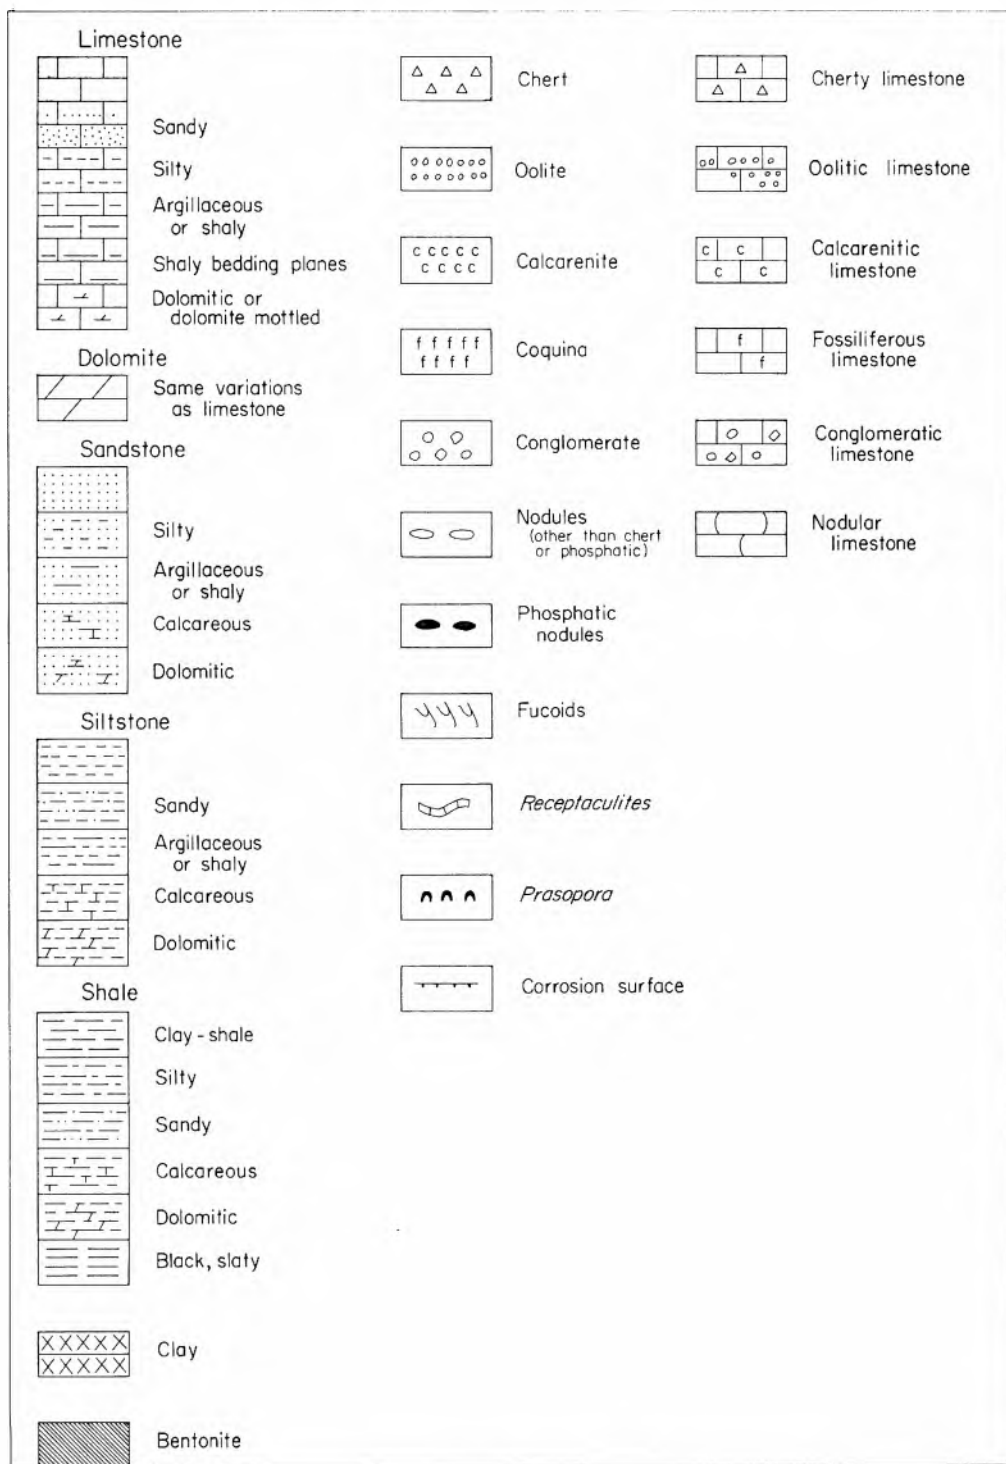 Limestone
Sandy
Silty
Argillaceous
or shaly
Shaly bedding planes
Dolomitic or
dolomite mottled
Dolomite
Same variations
as limestone
Sandstone
Silty
Argillaceous
or shaly
Calcareous
Dolomitic
Siltstone
Sandy
Argillaceous
or shaly
Calcareous
Dolomitic
Shale
Clay-shale
Silty
Sandy
Calcareous
Dolomitic
Black, slaty
X X X X X
X X X X X
Clay
Bentonite
Chert
Oolite
c c c c c
c c c c
Calcarenite
f f f f f
f f f f
Coquina
Conglomerate
Nodules
(other than chert
or phosphatic)
Phosphatic
nodules
Fucoids
Receptaculites
Prasopora
Corrosion surface
Cherty limestone
Oolitic limestone
c c
c c
Calcarenitic
limestone
f
f
Fossiliferous
limestone
Conglomeratic
limestone
Nodular
limestone